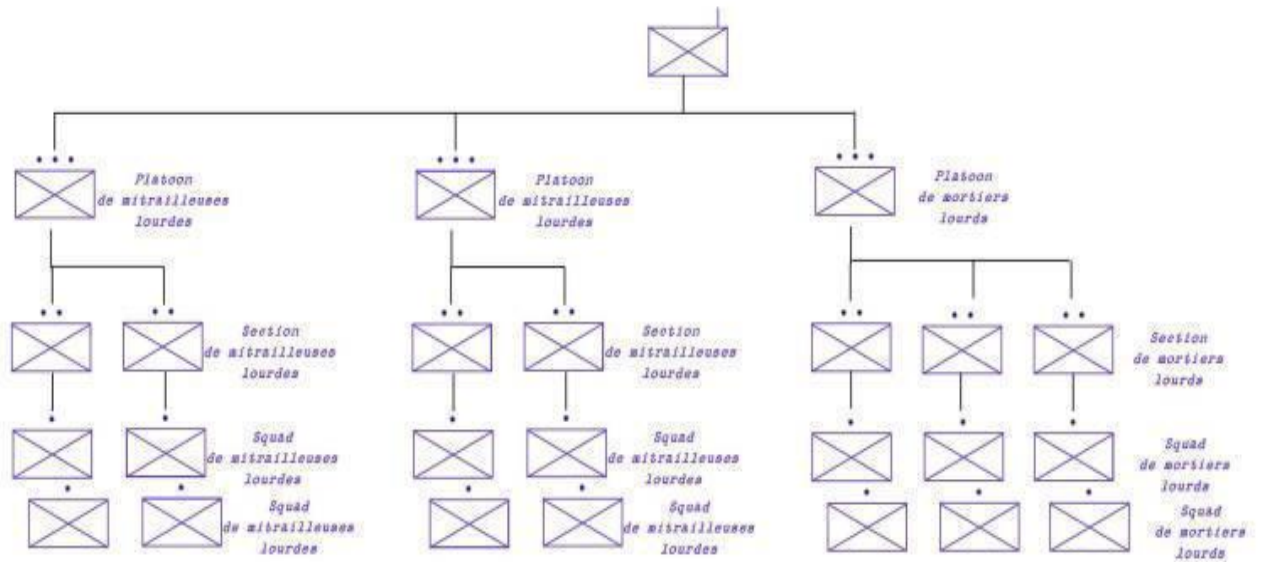 Platoon
de mitrailleuses
lourdes
Platoon
de mitrailleuses
lourdes
Platoon
de mortiers
lourds
Section
de mitrailleuses
lourdes
Section
de mitrailleuses
lourdes
Section
de mortiers
lourds
Squad
de mitrailleuses
lourdes
Squad
de mitrailleuses
lourdes
Squad
de mortiers
lourds
Squad
de mitrailleuses
lourdes
Squad
de mitrailleuses
lourdes
Squad
de mortiers
lourds